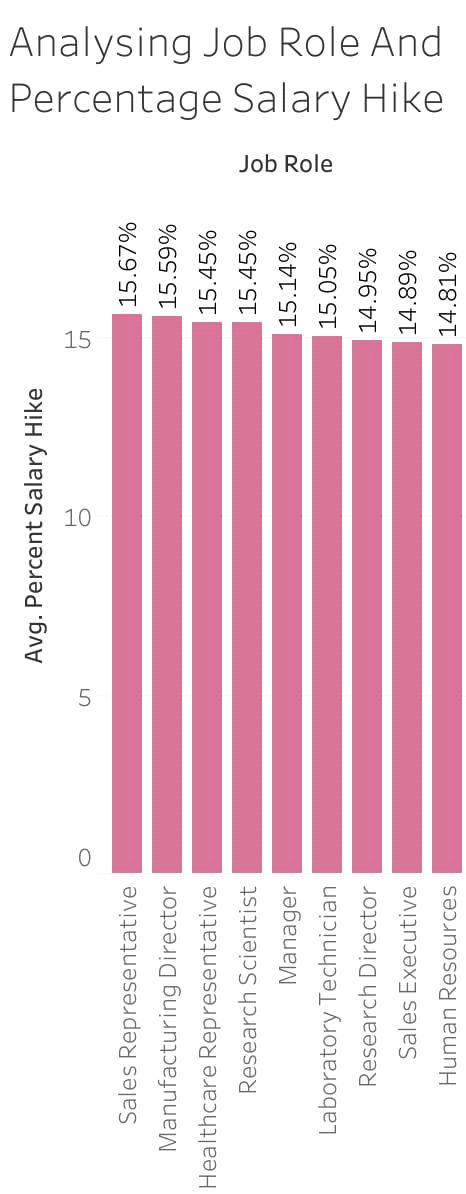 Analysing Job Role And
Percentage Salary Hike
Job Role
15.67%
15.59%
15.45%
15.45%
15.14%
15.05%
14.95%
14.89%
14.81%
Avg. Percent Salary Hike
15
10
5
0
Sales Representative
Manufacturing Director
Healthcare Representative
Research Scientist
Manager
Laboratory Technician
Research Director
Sales Executive
Human Resources